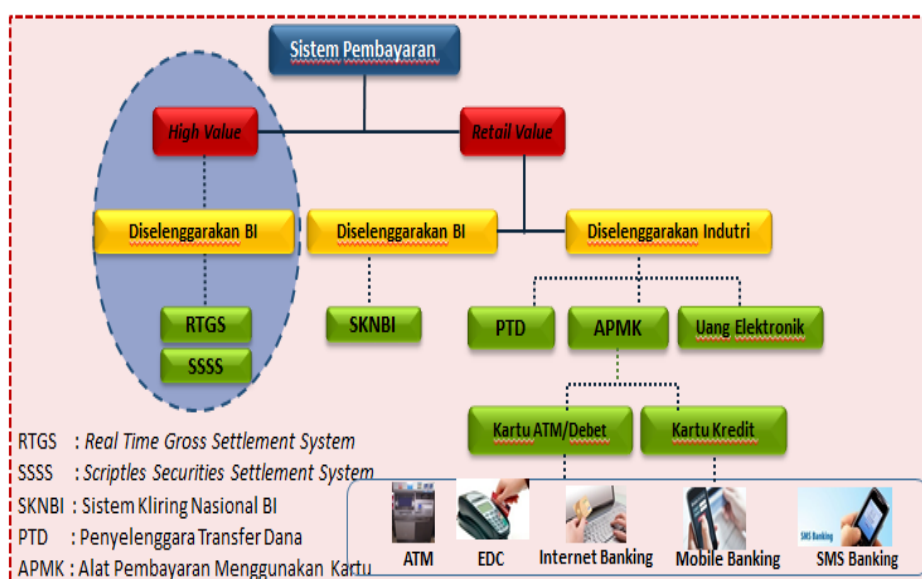 Sistem Pembayaran
High Value
Retail Value
Diselenggarakan BI
Diselenggarakan BI
Diselenggarakan Indutri
RTGS
SSSS
SKNBI
PTD
APMK
Uang Elektronik
Kartu ATM/Debet
Kartu Kredit
RTGS : Real Time Gross Settlement System
SSSS : Scriptles Securities Settlement System
SKNBI : Sistem Kliring Nasional BI
PTD : Penyelenggara Transfer Dana
APMK : Alat Pembayaran Menggunakan Kartu
SMS Banking
ATM
EDC
Internet Banking
Mobile Banking
SMS Banking